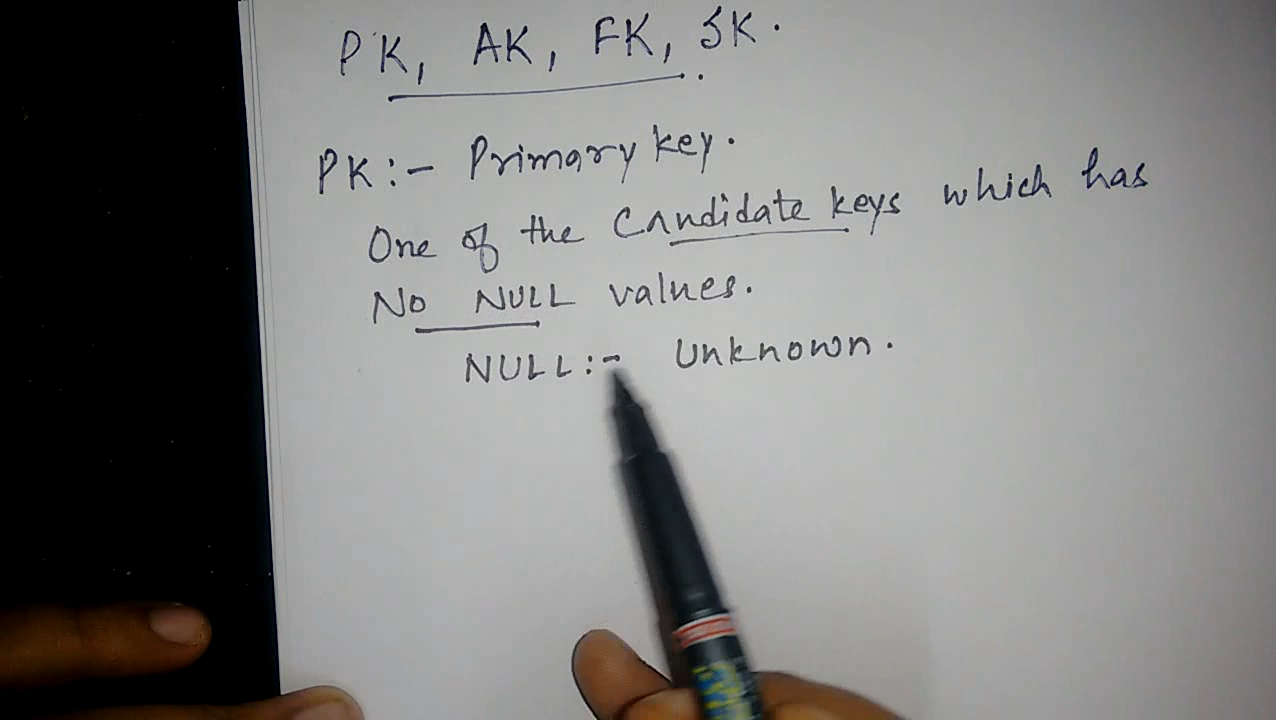 PK, AK, FK, SK.
PK:- Primary key.
One of the Candidate keys which has
No NULL values.
NULL:- Unknown.